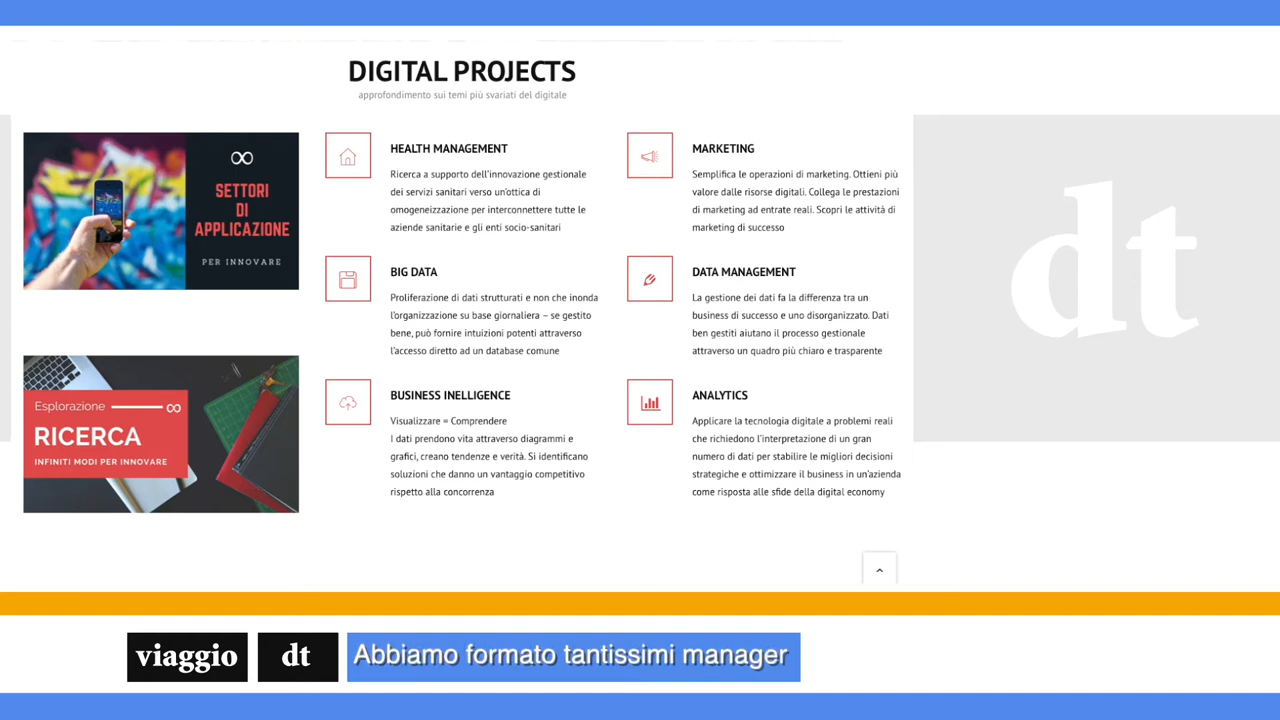 DIGITAL PROJECTS
approfondimento sui temi più svariati del digitale
SETTORI
DI
APPLICAZIONE
PER INNOVARE
HEALTH MANAGEMENT
Ricerca a supporto dell'innovazione gestionale
dei servizi sanitari verso un'ottica di
omogeneizzazione per interconnettere tutte le
aziende sanitarie e gli enti socio-sanitari
MARKETING
Semplifica le operazioni di marketing. Ottieni più
valore dalle risorse digitali. Collega le prestazioni
di marketing ad entrate reali. Scopri le attività di
marketing di successo
dt
BIG DATA
Proliferazione di dati strutturati e non che inonda
l'organizzazione su base giornaliera – se gestito
bene, può fornire intuizioni potenti attraverso
l'accesso diretto ad un database comune
DATA MANAGEMENT
La gestione dei dati fa la differenza tra un
business di successo e uno disorganizzato. Dati
ben gestiti aiutano il processo gestionale
attraverso un quadro più chiaro e trasparente
Esplorazione
RICERCA
INFINITI MODI PER INNOVARE
BUSINESS INELLIGENCE
Visualizzare = Comprendere
I dati prendono vita attraverso diagrammi e
grafici, creano tendenze e verità. Si identificano
soluzioni che danno un vantaggio competitivo
rispetto alla concorrenza
ANALYTICS
Applicare la tecnologia digitale a problemi reali
che richiedono l'interpretazione di un gran
numero di dati per stabilire le migliori decisioni
strategiche e ottimizzare il business in un'azienda
come risposta alle sfide della digital economy
viaggio dt Abbiamo formato tantissimi manager